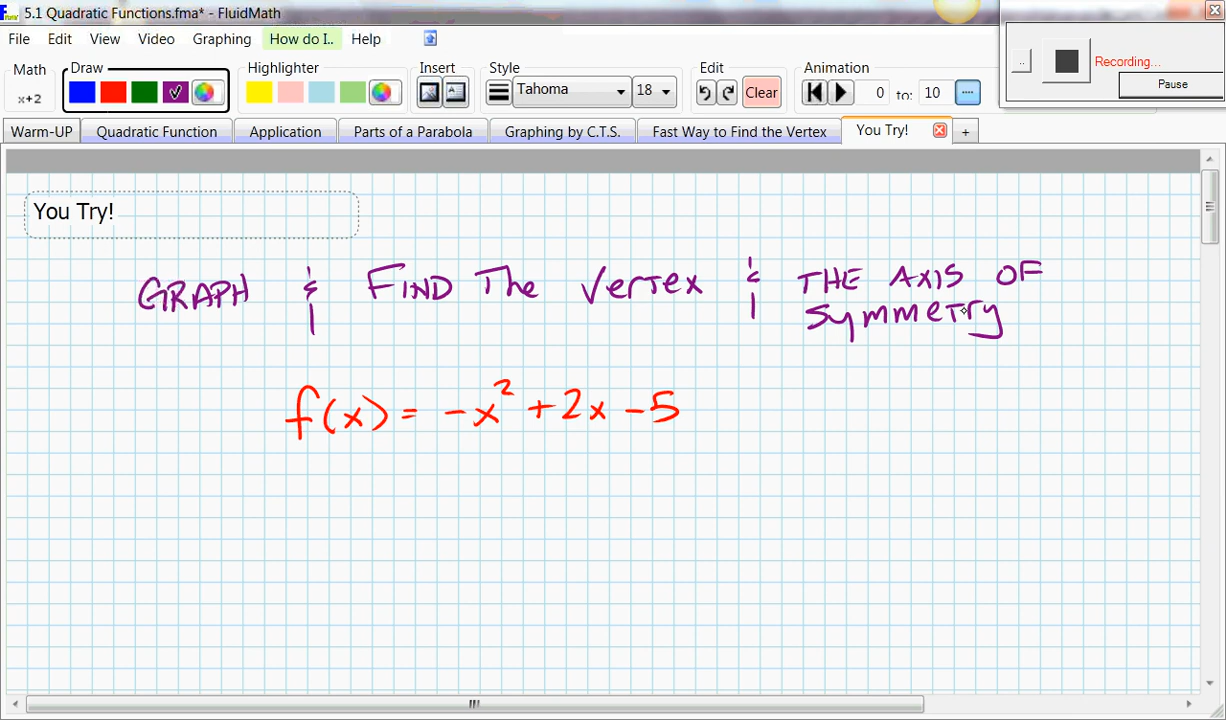 5.1 Quadratic Functions.fma* - FluidMath
File Edit View Video Graphing How do I.. Help
Recording...
Pause
Math Draw Highlighter Insert Style Edit Animation
x+2 Tahoma 18 Clear 0 to: 10
Warm-UP Quadratic Function Application Parts of a Parabola Graphing by C.T.S. Fast Way to Find the Vertex You Try! +
You Try!
GRAPH & FIND The Vertex & THE AXIS OF
Symmetry
f(x) = -x² + 2x - 5